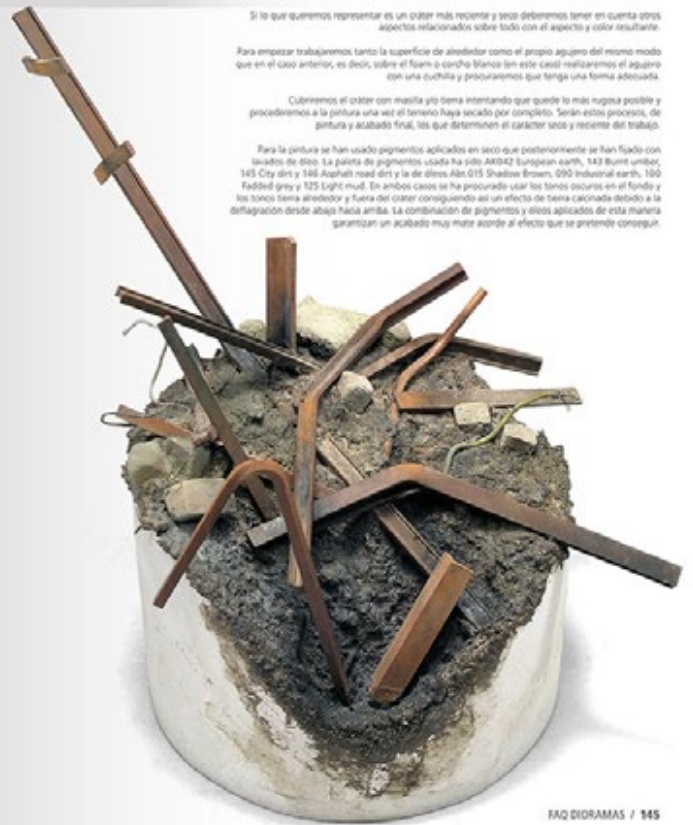 Si lo que queremos representar es un cráter más reciente y seco deberemos tener en cuenta otros
aspectos relacionados sobre todo con el aspecto y color resultante.
Para empezar trabajaremos tanto la superficie de alrededor como el propio agujero del mismo modo
que en el caso anterior, es decir, sobre el foam o corcho blanco (en este caso) realizaremos el agujero
con una cuchilla y procuraremos que tenga una forma adecuada.
Cubriremos el cráter con masilla y/o tierra intentando que quede lo más rugosa posible y
procederemos a la pintura una vez el terreno haya secado por completo. Serán estos procesos, de
pintura y acabado final, los que determinen el carácter seco y reciente del trabajo.
Para la pintura se han usado pigmentos aplicados en seco que posteriormente se han fijado con
lavados de óleo. La paleta de pigmentos usada ha sido AK042 European earth, 143 Burnt umber,
145 City dirt y 146 Asphalt road dirt y la de óleos Abt.015 Shadow Brown, 090 Industrial earth, 100
Fadded grey y 125 Light mud. En ambos casos se ha procurado usar los tonos oscuros en el fondo y
los tonos tierra alrededor y fuera del cráter consiguiendo así un efecto de tierra calcinada debido a la
deflagración desde abajo hacia arriba. La combinación de pigmentos y óleos aplicados de esta manera
garantizan un acabado muy mate acorde al efecto que se pretende conseguir.
FAQ DIORAMAS / 145